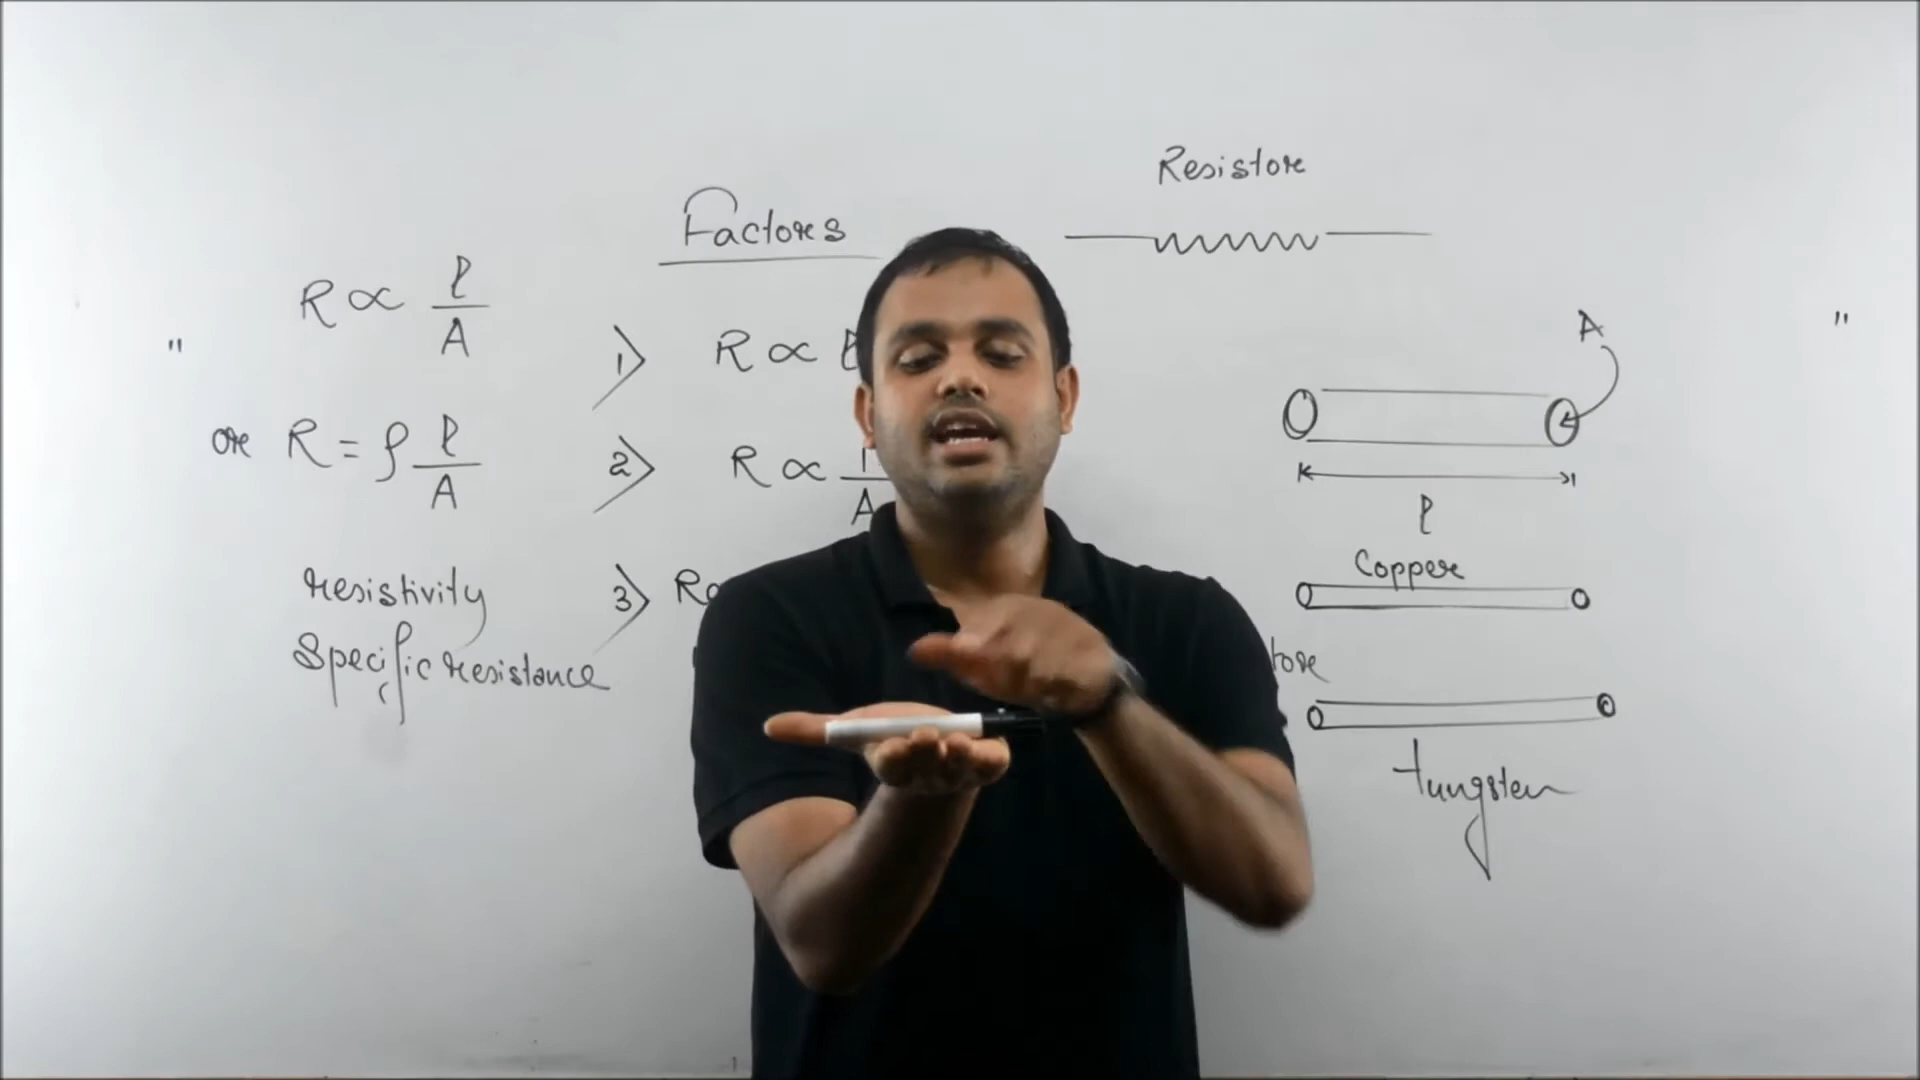 Factores
Resistore
R ∝ l/A
or R = ρ l/A
resistivity
Specific resistance
1) R ∝ l
2) R ∝ 1/A
3) R
A
l
Copper
tungsten